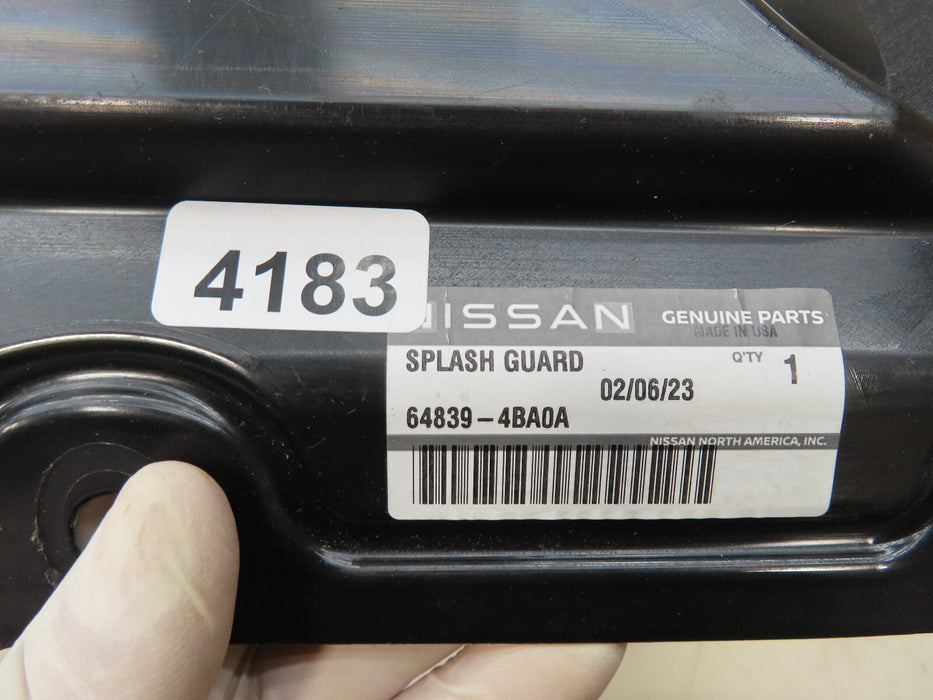 4183
NISSAN GENUINE PARTS
MADE IN USA
SPLASH GUARD Q'TY 1
02/06/23
64839-4BA0A
NISSAN NORTH AMERICA, INC.